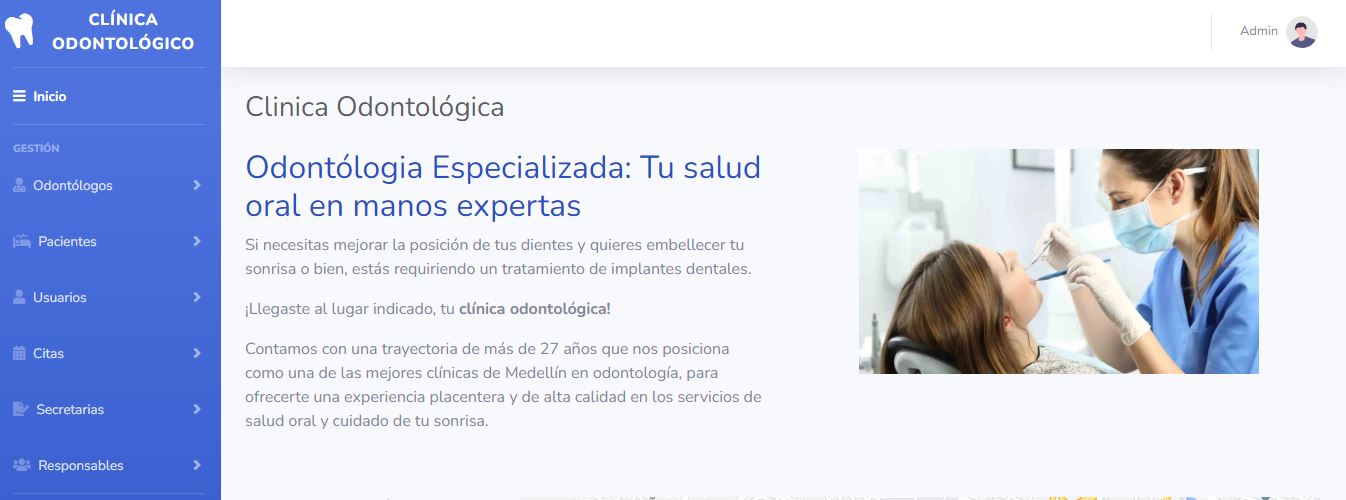 CLÍNICA
ODONTOLÓGICO
Inicio
GESTIÓN
Odontólogos
Pacientes
Usuarios
Citas
Secretarias
Responsables
Admin
Clinica Odontológica
Odontólogia Especializada: Tu salud
oral en manos expertas
Si necesitas mejorar la posición de tus dientes y quieres embellecer tu
sonrisa o bien, estás requiriendo un tratamiento de implantes dentales.
¡Llegaste al lugar indicado, tu clínica odontológica!
Contamos con una trayectoria de más de 27 años que nos posiciona
como una de las mejores clínicas de Medellín en odontología, para
ofrecerte una experiencia placentera y de alta calidad en los servicios de
salud oral y cuidado de tu sonrisa.